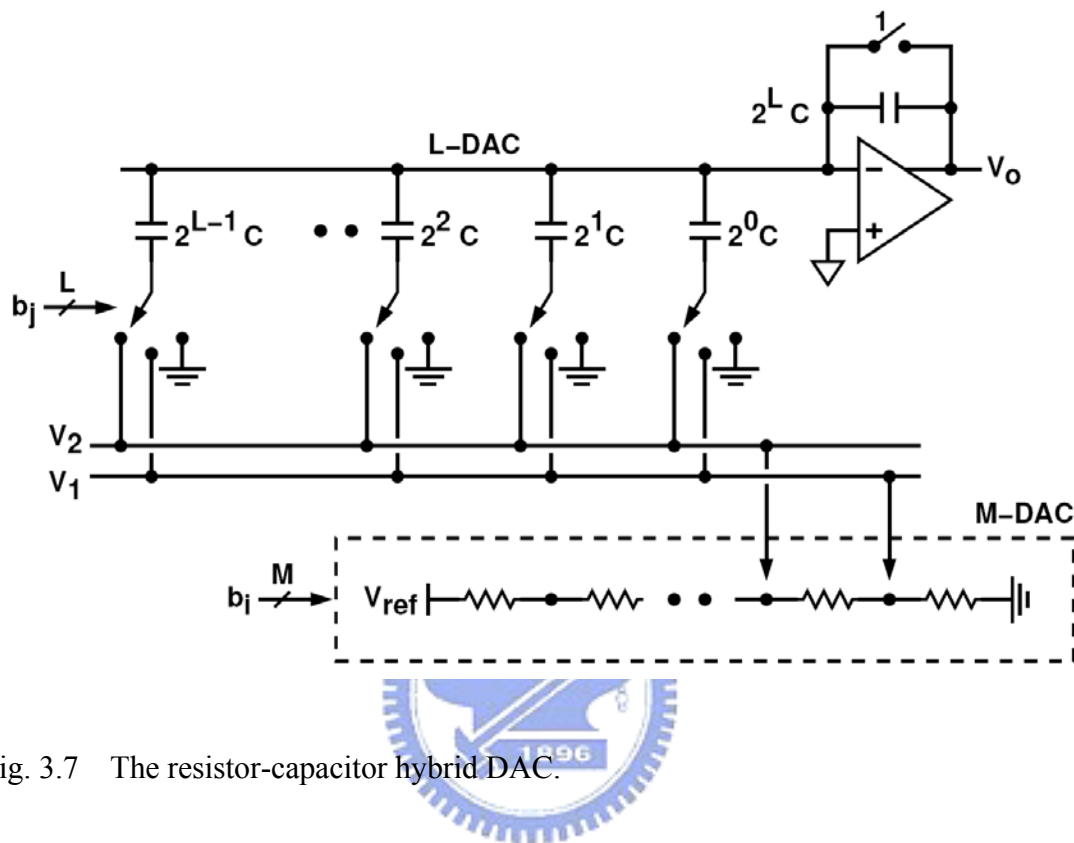 1
2^L C
L-DAC
V_o
2^L-1 C
2^2 C
2^1 C
2^0 C
− +
b_j L
V_2
V_1
M-DAC
b_i M
V_ref
1896
ig. 3.7 The resistor-capacitor hybrid DAC.